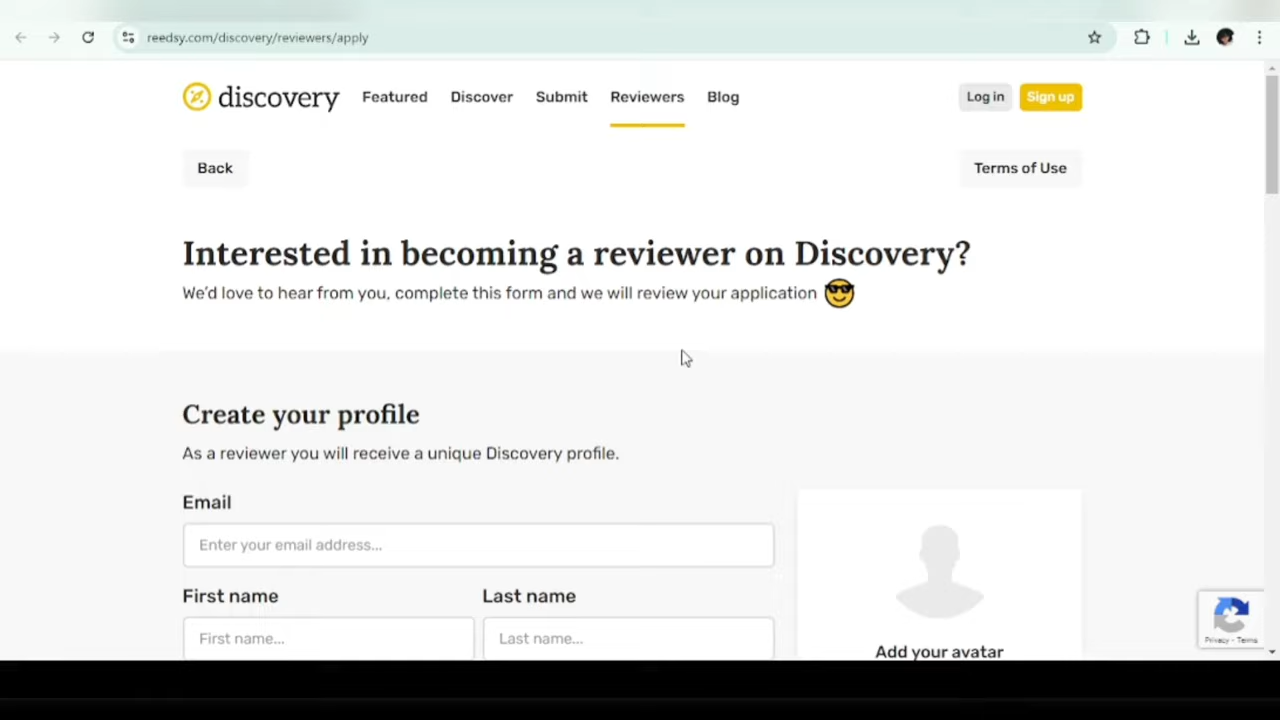 reedsy.com/discovery/reviewers/apply
discovery Featured Discover Submit Reviewers Blog Log in Sign up
Back Terms of Use
Interested in becoming a reviewer on Discovery?
We'd love to hear from you, complete this form and we will review your application 😎
Create your profile
As a reviewer you will receive a unique Discovery profile.
Email
Enter your email address...
First name Last name
First name... Last name...
Add your avatar
Privacy - Terms